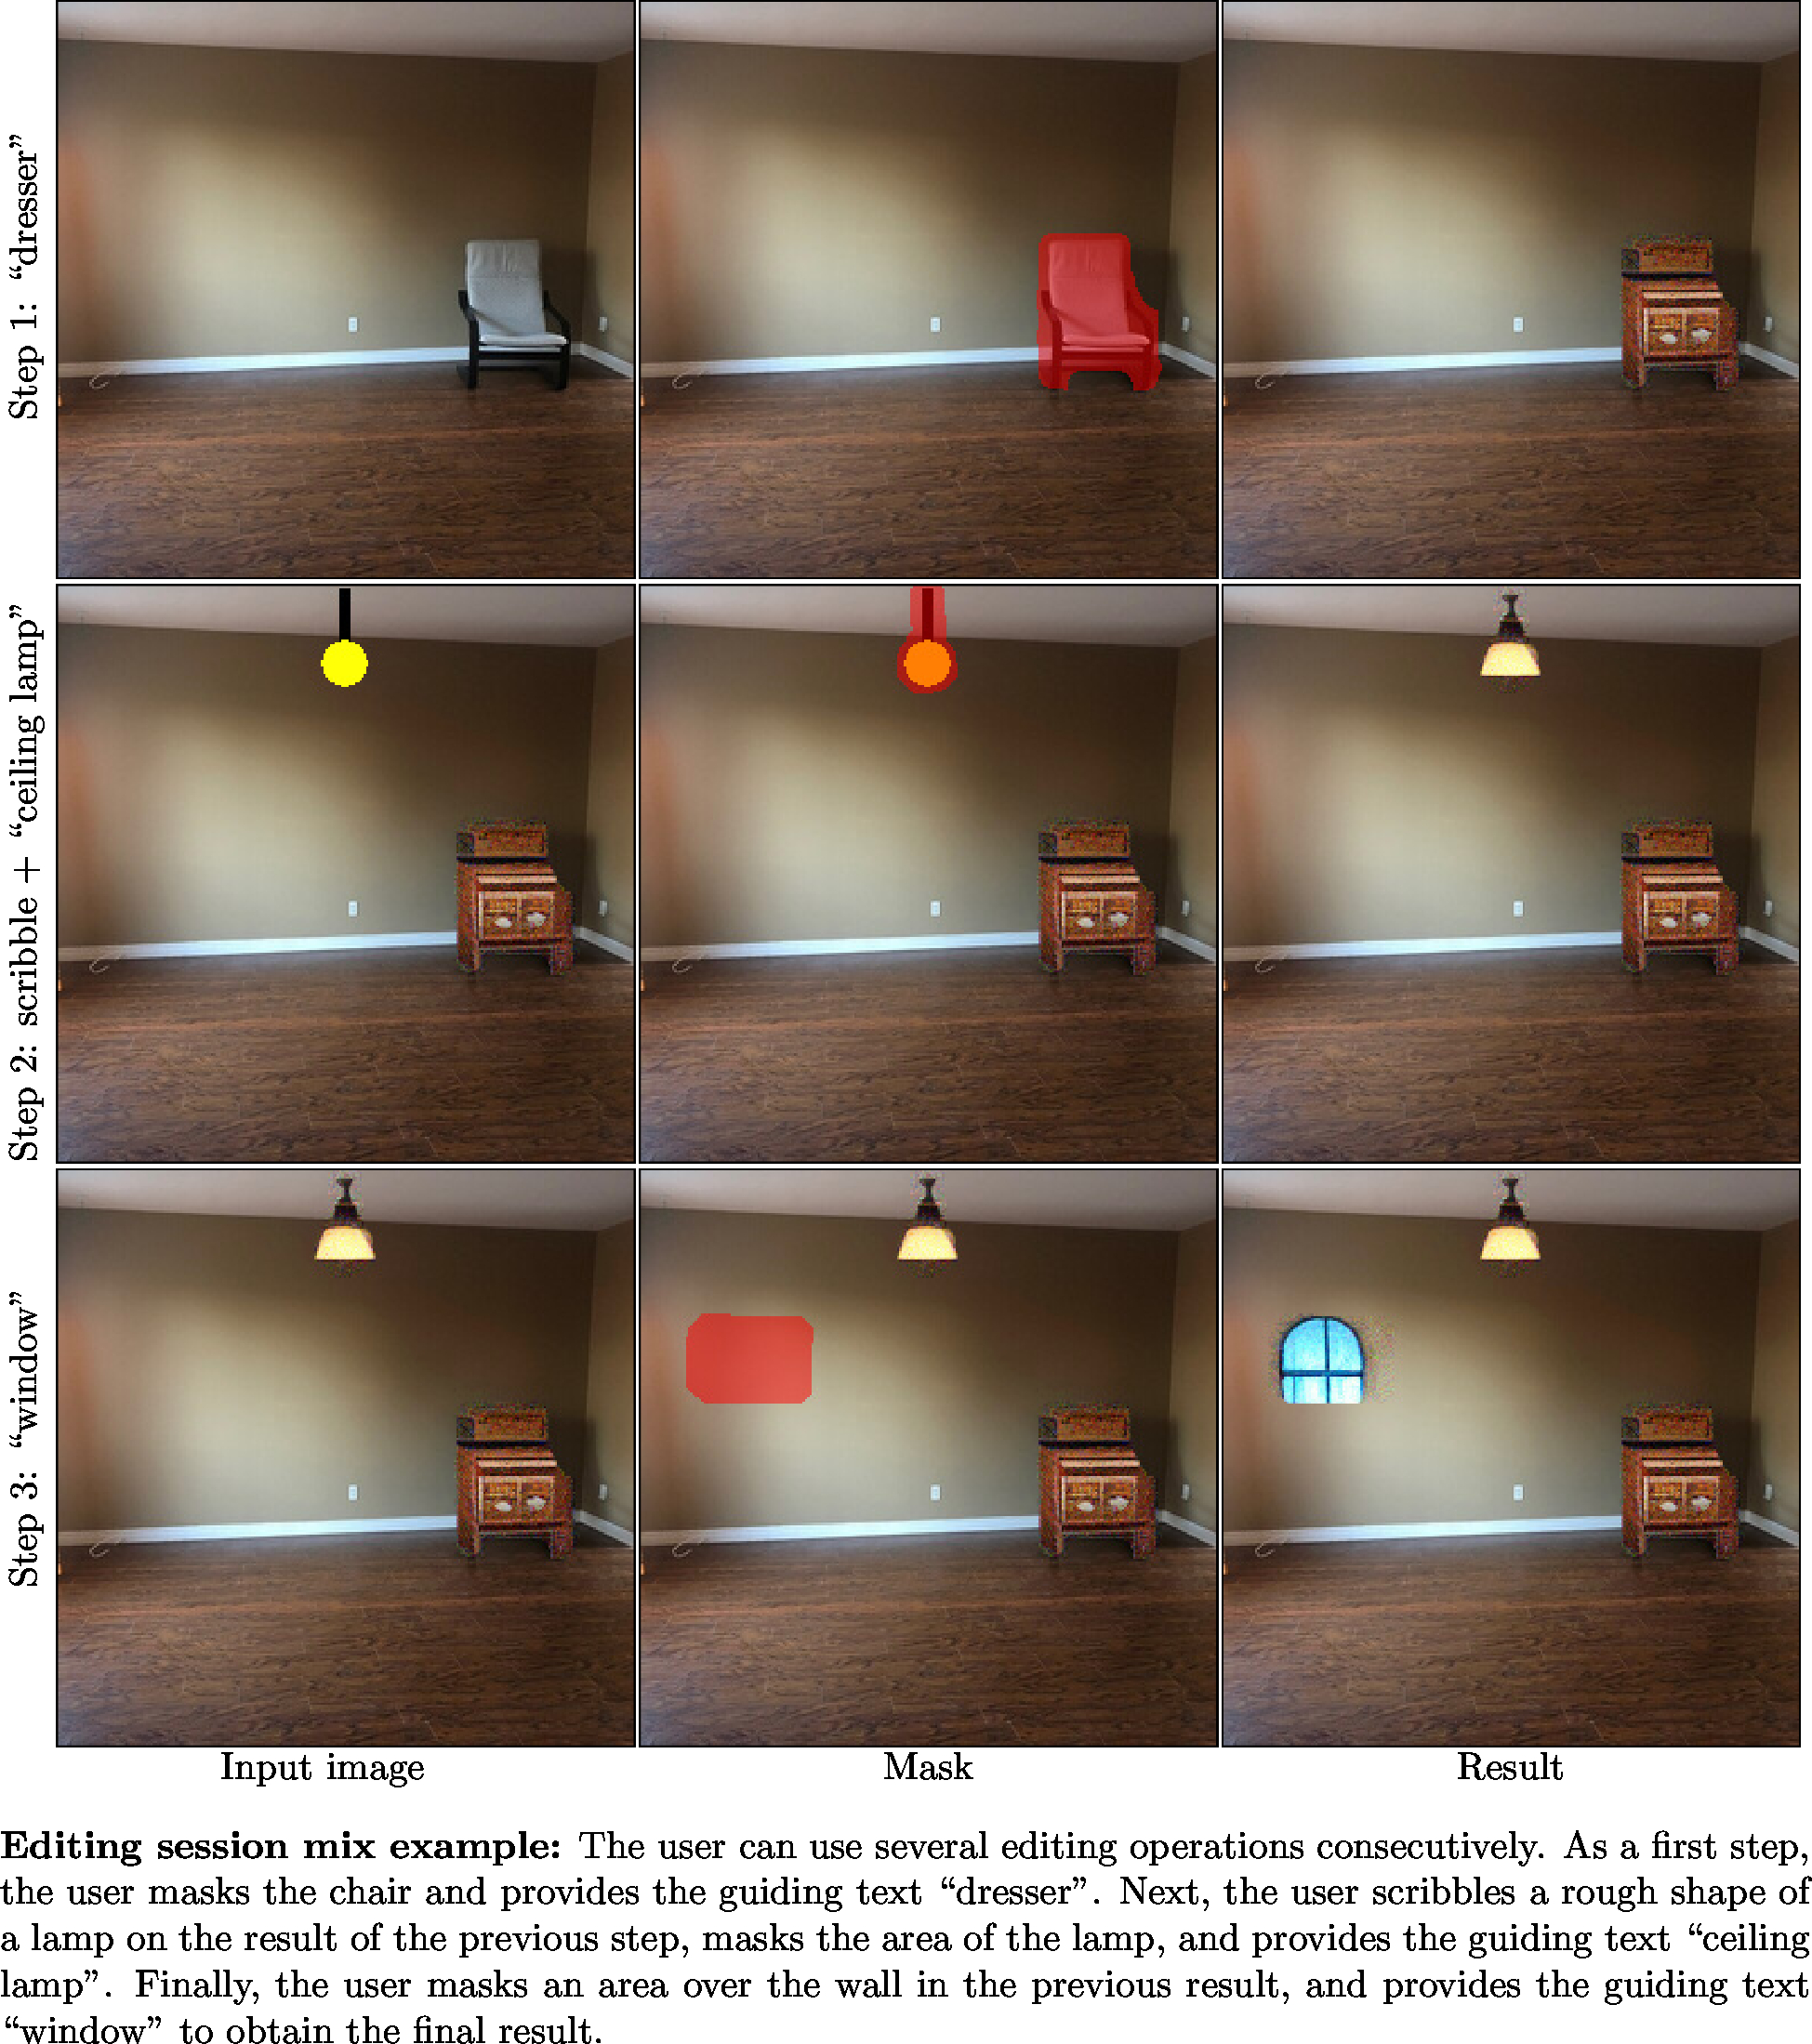 Step 1: “dresser”
Step 2: scribble + “ceiling lamp”
Step 3: “window”
Input image
Mask
Result
Editing session mix example: The user can use several editing operations consecutively. As a first step,
the user masks the chair and provides the guiding text “dresser”. Next, the user scribbles a rough shape of
a lamp on the result of the previous step, masks the area of the lamp, and provides the guiding text “ceiling
lamp”. Finally, the user masks an area over the wall in the previous result, and provides the guiding text
“window” to obtain the final result.